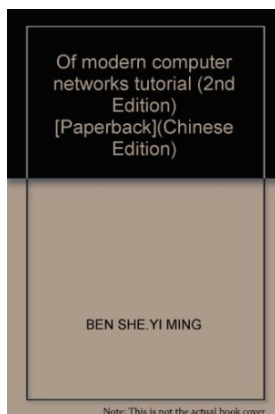 Of modern computer
networks tutorial (2nd
Edition)
[Paperback](Chinese
Edition)
BEN SHE.YI MING
Note: This is not the actual book cover